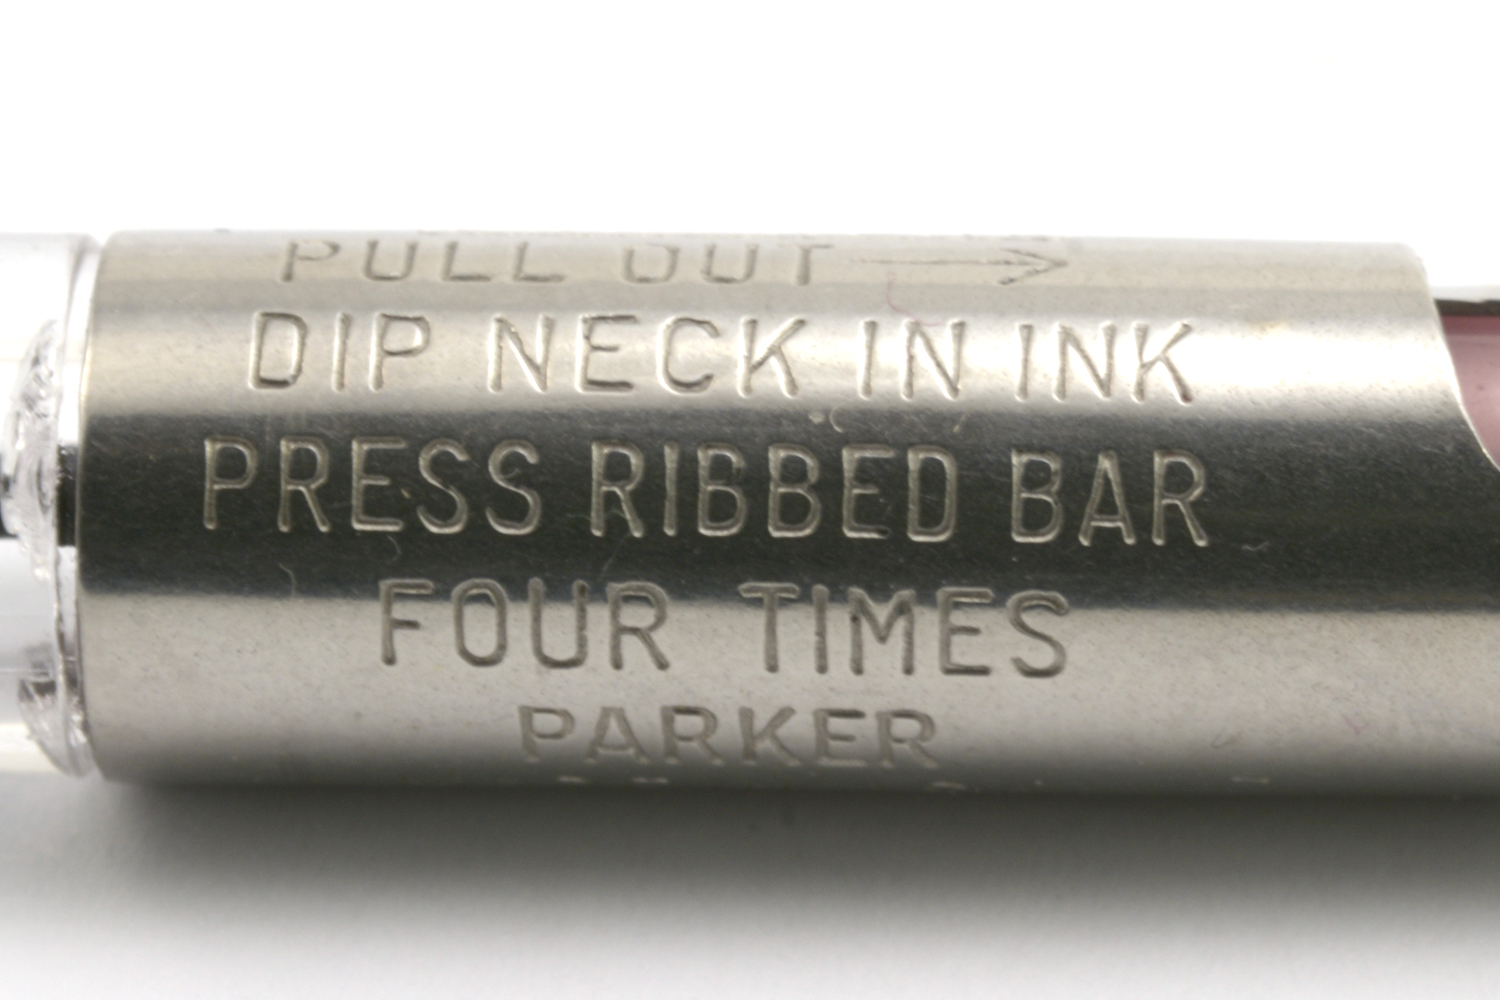 PULL OUT →
DIP NECK IN INK
PRESS RIBBED BAR
FOUR TIMES
PARKER